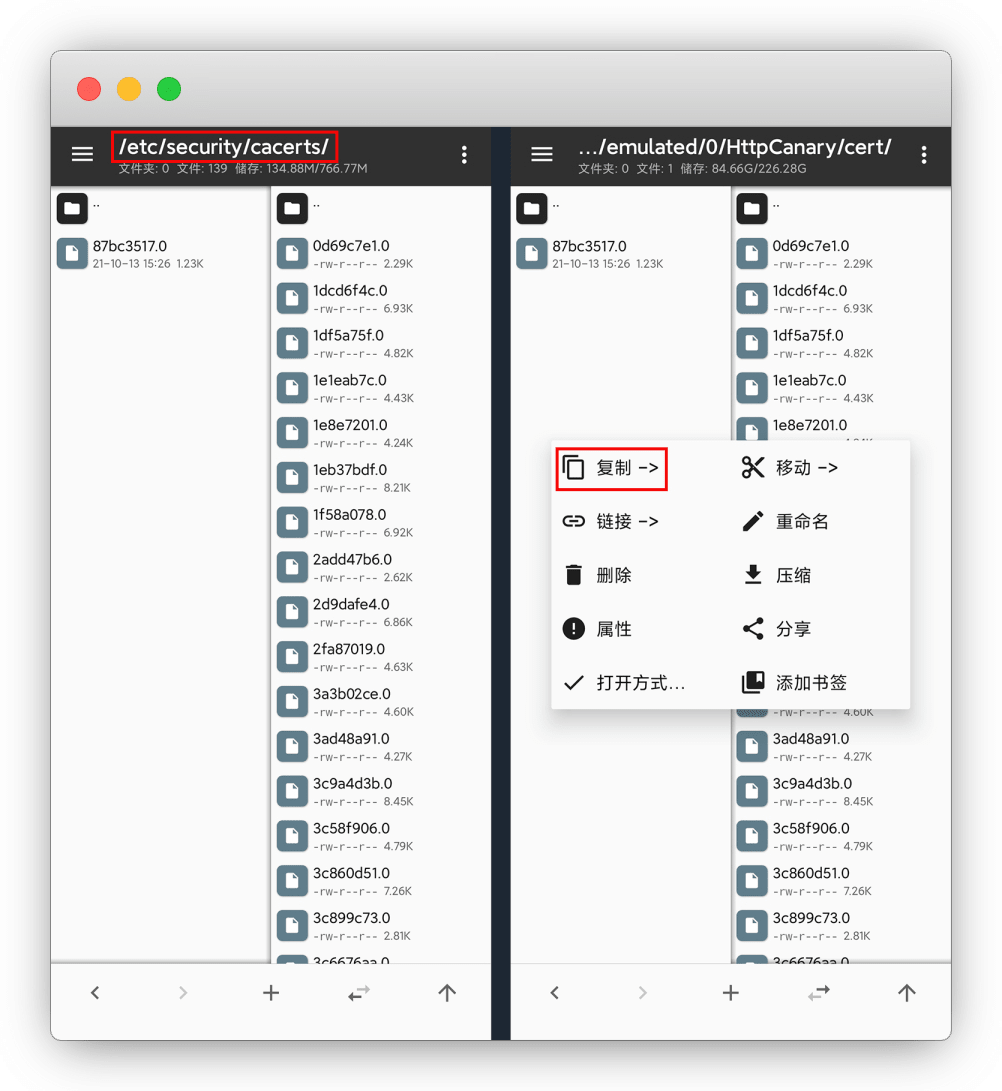 /etc/security/cacerts/
文件夹: 0 文件: 139 储存: 134.88M/766.77M
..
87bc3517.0
21-10-13 15:26 1.23K
..
0d69c7e1.0
-rw-r--r-- 2.29K
1dcd6f4c.0
-rw-r--r-- 6.93K
1df5a75f.0
-rw-r--r-- 4.82K
1e1eab7c.0
-rw-r--r-- 4.43K
1e8e7201.0
-rw-r--r-- 4.24K
1eb37bdf.0
-rw-r--r-- 8.21K
1f58a078.0
-rw-r--r-- 6.92K
2add47b6.0
-rw-r--r-- 2.62K
2d9dafe4.0
-rw-r--r-- 6.86K
2fa87019.0
-rw-r--r-- 4.63K
3a3b02ce.0
-rw-r--r-- 4.60K
3ad48a91.0
-rw-r--r-- 4.27K
3c9a4d3b.0
-rw-r--r-- 8.45K
3c58f906.0
-rw-r--r-- 4.79K
3c860d51.0
-rw-r--r-- 7.26K
3c899c73.0
-rw-r--r-- 2.81K
3c6676aa.0
.../emulated/0/HttpCanary/cert/
文件夹: 0 文件: 1 储存: 84.66G/226.28G
..
87bc3517.0
21-10-13 15:26 1.23K
..
0d69c7e1.0
-rw-r--r-- 2.29K
1dcd6f4c.0
-rw-r--r-- 6.93K
1df5a75f.0
-rw-r--r-- 4.82K
1e1eab7c.0
-rw-r--r-- 4.43K
1e8e7201.0
复制 ->
移动 ->
链接 ->
重命名
删除
压缩
属性
分享
打开方式...
添加书签
-rw-r--r-- 4.60K
3ad48a91.0
-rw-r--r-- 4.27K
3c9a4d3b.0
-rw-r--r-- 8.45K
3c58f906.0
-rw-r--r-- 4.79K
3c860d51.0
-rw-r--r-- 7.26K
3c899c73.0
-rw-r--r-- 2.81K
3c6676aa.0